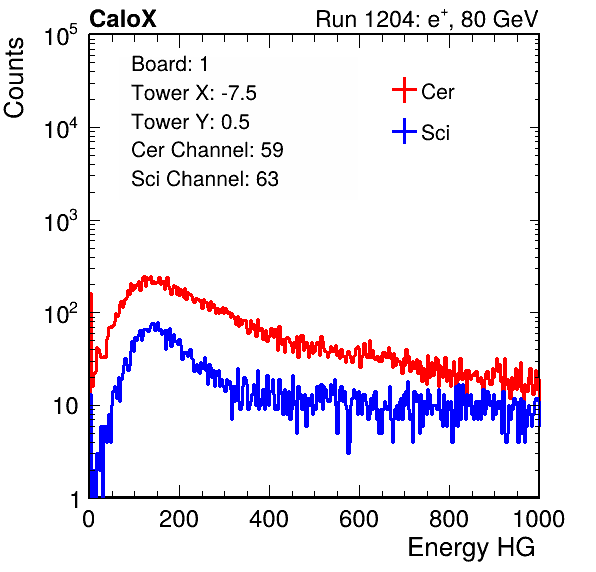 CaloX Run 1204: e⁺, 80 GeV
Counts
10⁵
10⁴
10³
10²
10
1
Board: 1
Tower X: -7.5
Tower Y: 0.5
Cer Channel: 59
Sci Channel: 63
Cer
Sci
0 200 400 600 800 1000
Energy HG